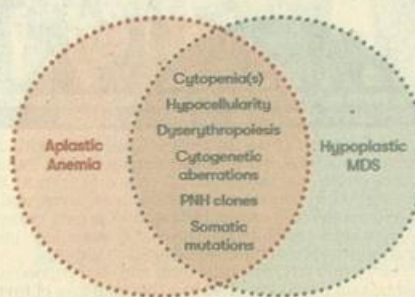 Aplastic
Anemia
Cytopenia(s)
Hypocellularity
Dyserythropoiesis
Cytogenetic
aberrations
PNH clones
Somatic
mutations
Hypoplastic
MDS